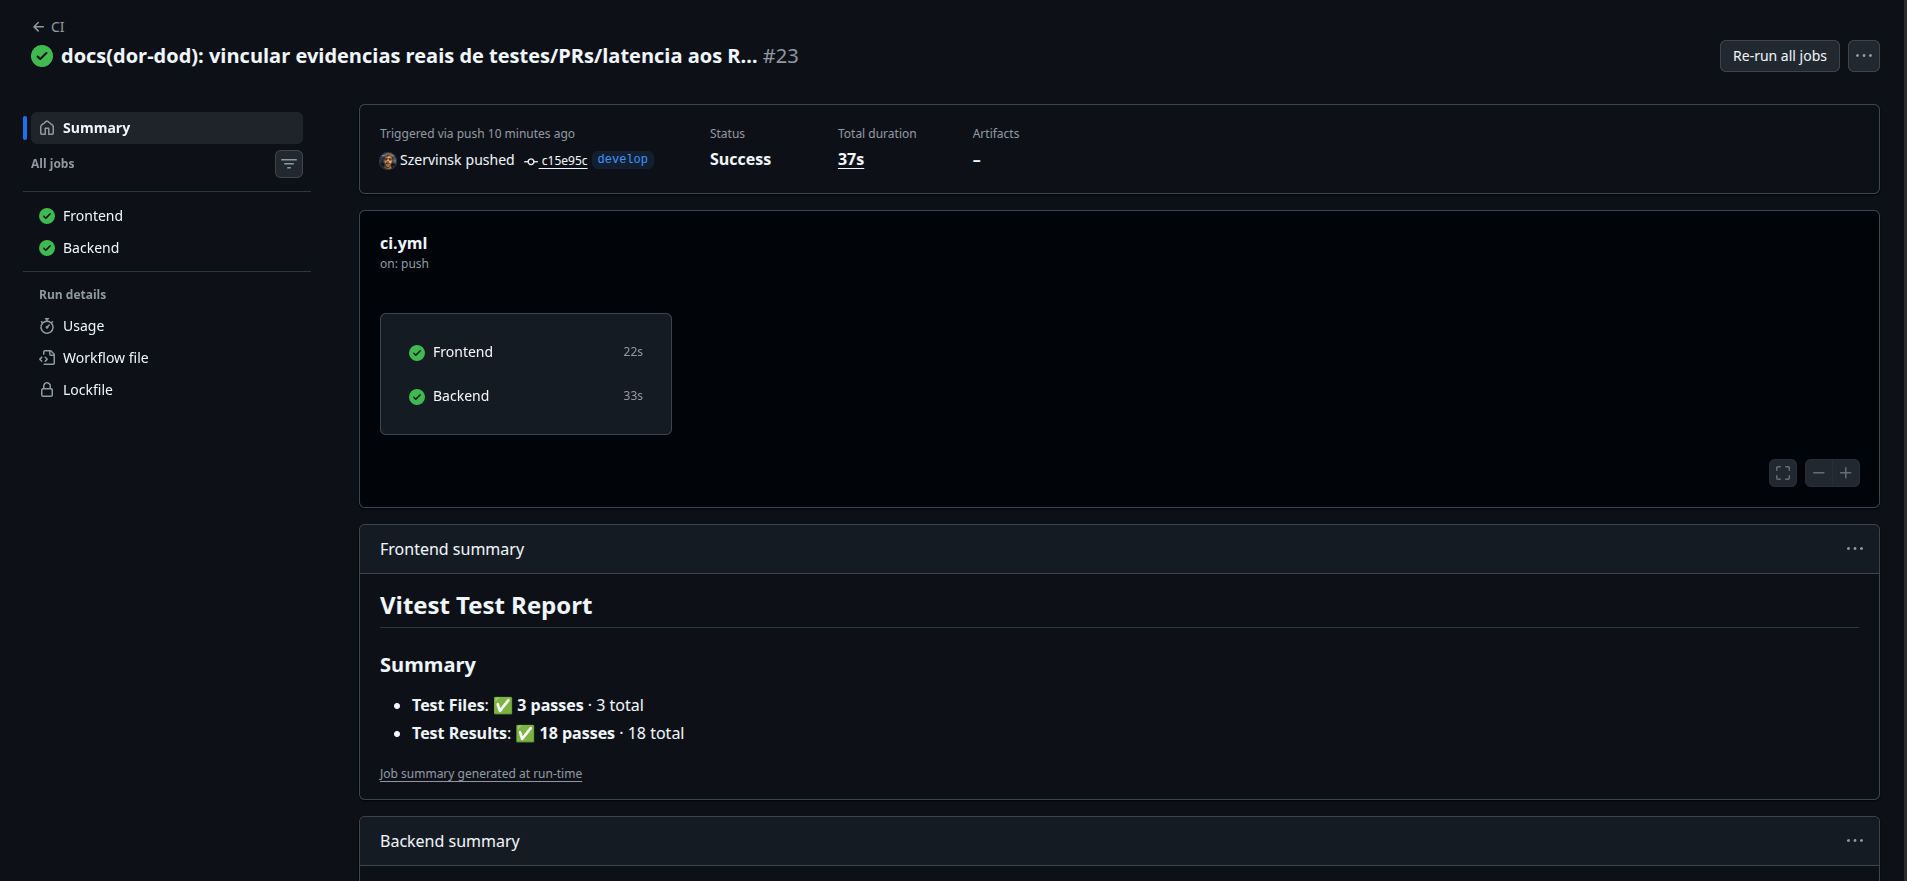 CI
docs(dor-dod): vincular evidencias reais de testes/PRs/latencia aos R... #23
Re-run all jobs
Summary
All jobs
Frontend
Backend
Run details
Usage
Workflow file
Lockfile
Triggered via push 10 minutes ago
Szervinsk pushed c15e95c develop
Status
Success
Total duration
37s
Artifacts
–
ci.yml
on: push
Frontend 22s
Backend 33s
Frontend summary
Vitest Test Report
Summary
Test Files: ✅ 3 passes · 3 total
Test Results: ✅ 18 passes · 18 total
Job summary generated at run-time
Backend summary